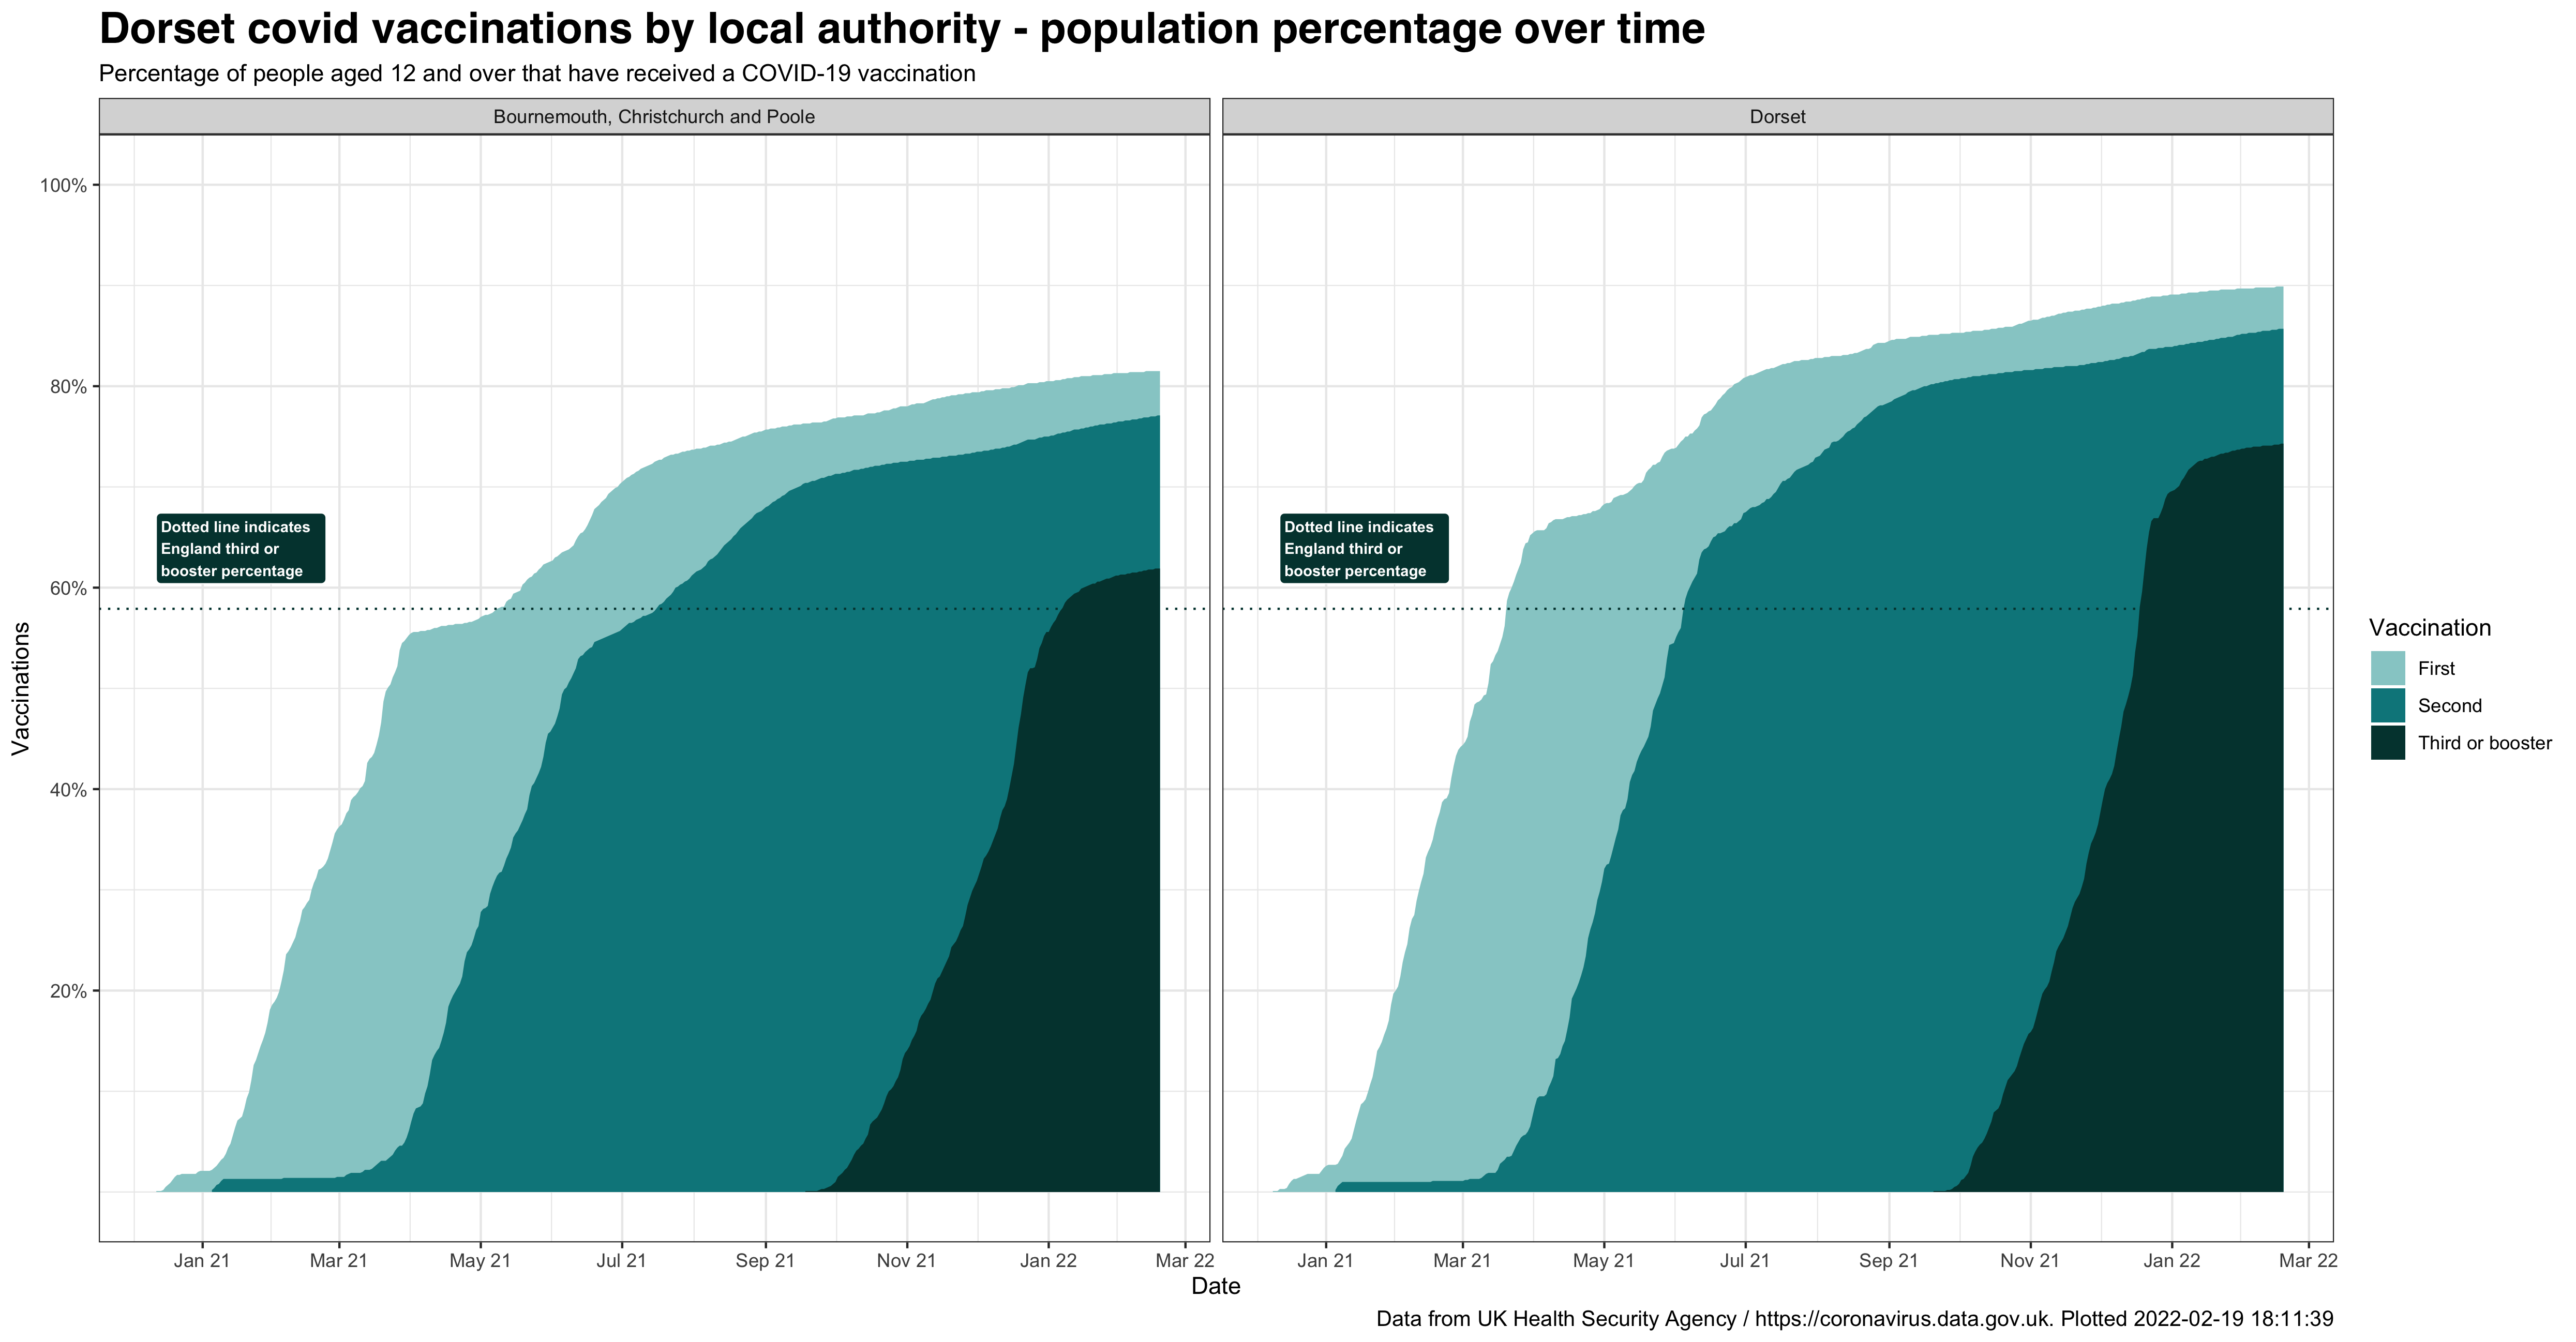 Dorset covid vaccinations by local authority - population percentage over time
Percentage of people aged 12 and over that have received a COVID-19 vaccination
Bournemouth, Christchurch and Poole
Dorset
100%
80%
60%
40%
20%
Vaccinations
Dotted line indicates
England third or
booster percentage
Dotted line indicates
England third or
booster percentage
Vaccination
First
Second
Third or booster
Jan 21 Mar 21 May 21 Jul 21 Sep 21 Nov 21 Jan 22 Mar 22
Jan 21 Mar 21 May 21 Jul 21 Sep 21 Nov 21 Jan 22 Mar 22
Date
Data from UK Health Security Agency / https://coronavirus.data.gov.uk. Plotted 2022-02-19 18:11:39